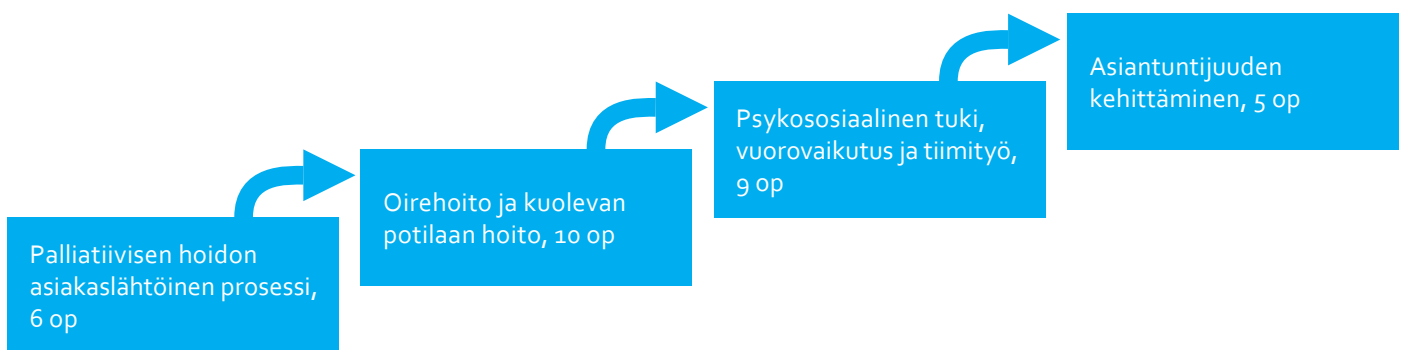 Palliatiivisen hoidon
asiakaslähtöinen prosessi,
6 op
Oirehoito ja kuolevan
potilaan hoito, 10 op
Psykososiaalinen tuki,
vuorovaikutus ja tiimityö,
9 op
Asiantuntijuuden
kehittäminen, 5 op